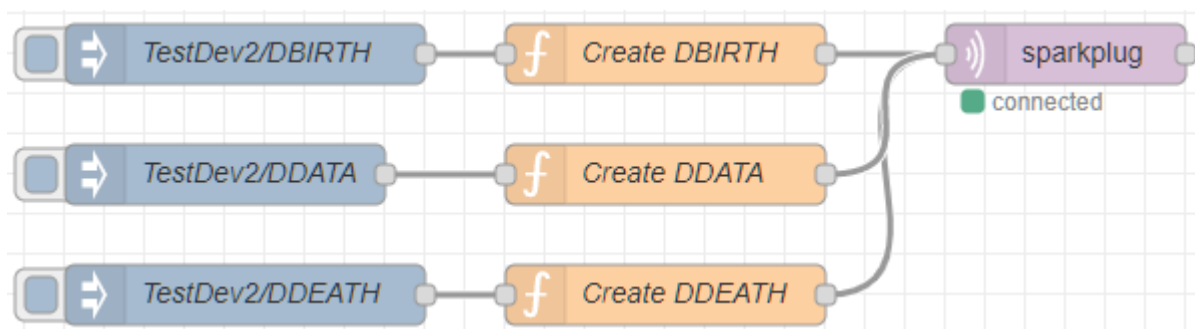 TestDev2/DBIRTH
Create DBIRTH
sparkplug
connected
TestDev2/DDATA
Create DDATA
TestDev2/DDEATH
Create DDEATH